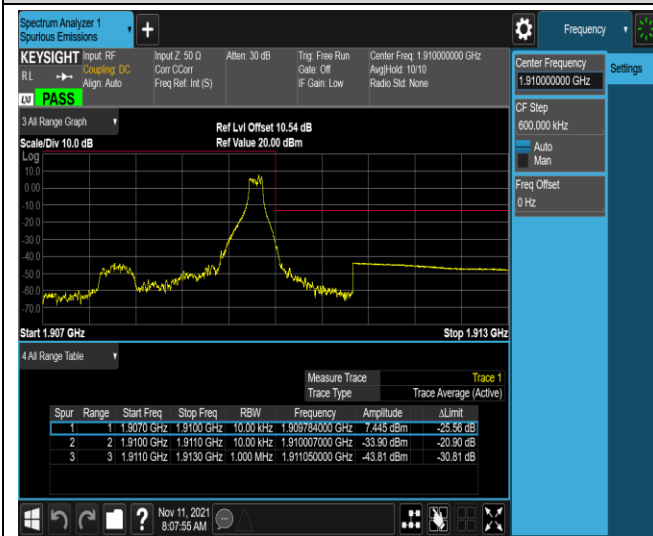 Spectrum Analyzer 1
Spurious Emissions
Frequency
KEYSIGHT Input: RF Input Z: 50 Ω Atten: 30 dB Trig: Free Run Center Freq: 1.910000000 GHz
RL Coupling: DC Corr CCorr Gate: Off Avg|Hold: 10/10
Align: Auto Freq Ref: Int (S) IF Gain: Low Radio Std: None
LXI PASS
Center Frequency
1.910000000 GHz
Settings
CF Step
600.000 kHz
Auto
Man
Freq Offset
0 Hz
3 All Range Graph
Ref Lvl Offset 10.54 dB
Scale/Div 10.0 dB Ref Value 20.00 dBm
Log
10.0
0.00
-10.0
-20.0
-30.0
-40.0
-50.0
-60.0
-70.0
Start 1.907 GHz Stop 1.913 GHz
4 All Range Table
Measure Trace Trace 1
Trace Type Trace Average (Active)
Spur Range Start Freq Stop Freq RBW Frequency Amplitude ΔLimit
1 1 1.9070 GHz 1.9100 GHz 10.00 kHz 1.909784000 GHz 7.445 dBm -25.56 dB
2 2 1.9100 GHz 1.9110 GHz 10.00 kHz 1.910007000 GHz -33.90 dBm -20.90 dB
3 3 1.9110 GHz 1.9130 GHz 1.000 MHz 1.911050000 GHz -43.81 dBm -30.81 dB
Nov 11, 2021
8:07:55 AM